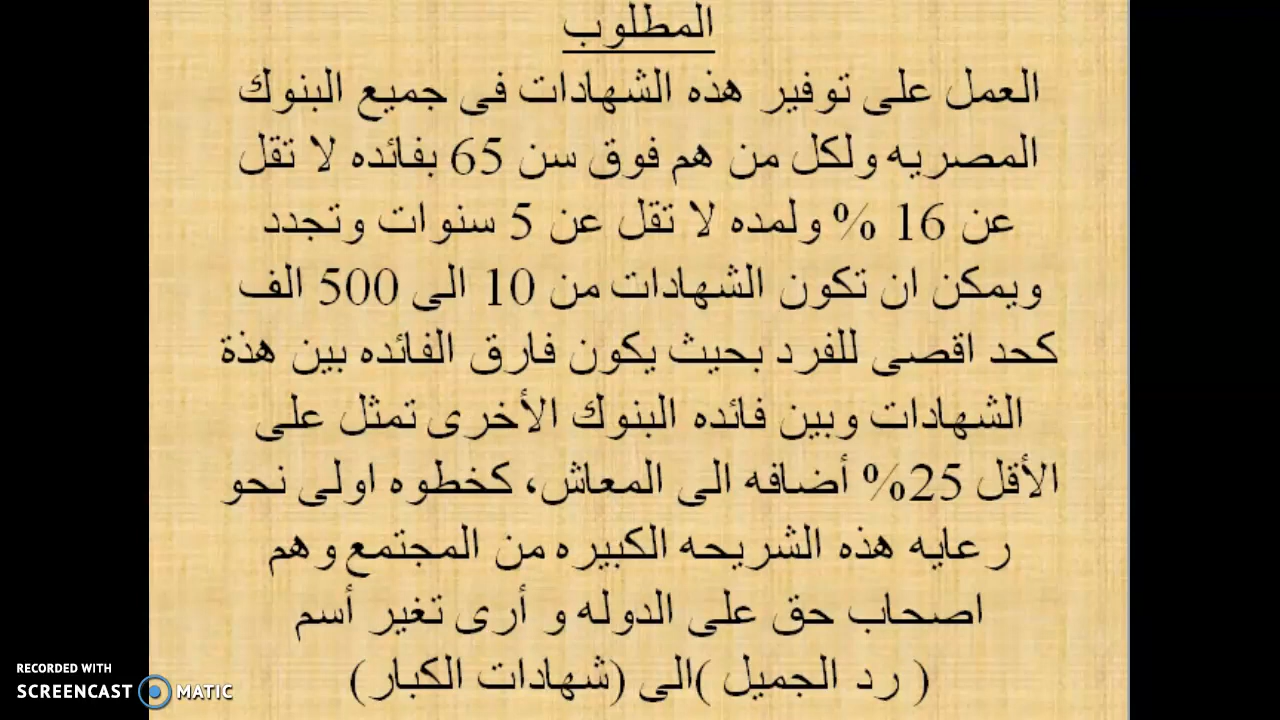 المطلوب
العمل على توفير هذه الشهادات فى جميع البنوك
المصريه ولكل من هم فوق سن 65 بفائده لا تقل
عن 16 % ولمده لا تقل عن 5 سنوات وتجدد
ويمكن ان تكون الشهادات من 10 الى 500 الف
كحد اقصى للفرد بحيث يكون فارق الفائده بين هذة
الشهادات وبين فائده البنوك الأخرى تمثل على
الأقل 25% أضافه الى المعاش، كخطوه اولى نحو
رعايه هذه الشريحه الكبيره من المجتمع وهم
اصحاب حق على الدوله و أرى تغير أسم
( رد الجميل )الى (شهادات الكبار)
RECORDED WITH
SCREENCAST MATIC